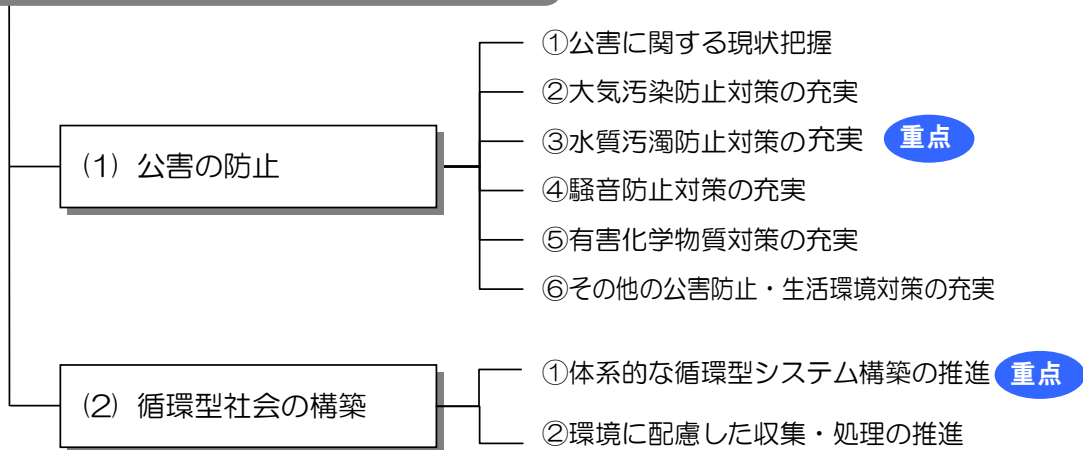 (1) 公害の防止
①公害に関する現状把握
②大気汚染防止対策の充実
③水質汚濁防止対策の充実 重点
④騒音防止対策の充実
⑤有害化学物質対策の充実
⑥その他の公害防止・生活環境対策の充実
(2) 循環型社会の構築
①体系的な循環型システム構築の推進 重点
②環境に配慮した収集・処理の推進